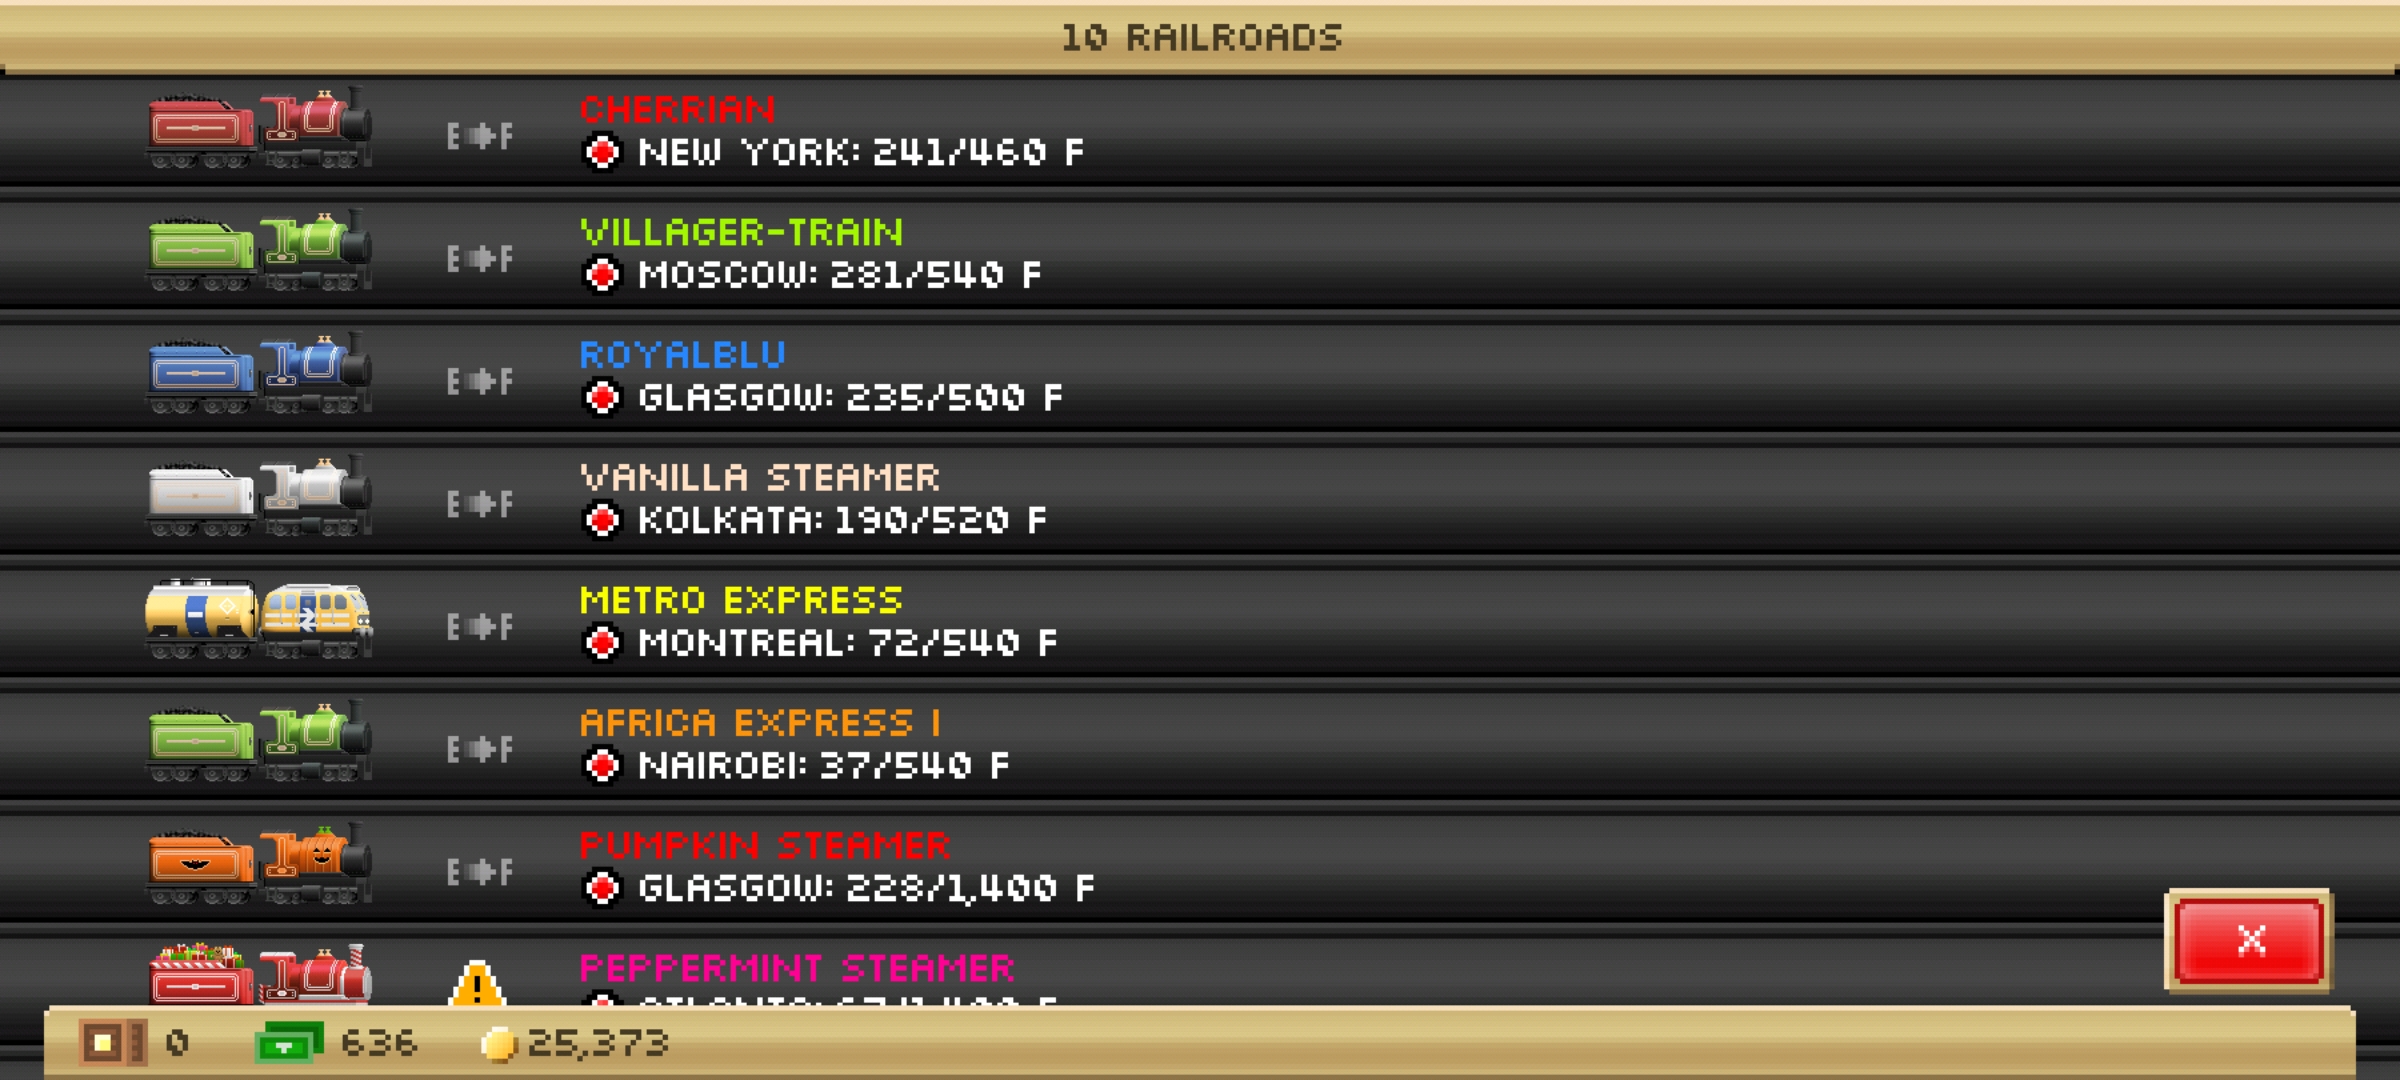 10 RAILROADS
CHERRIAN
E F
NEW YORK: 241/460 F
VILLAGER-TRAIN
E F
MOSCOW: 281/540 F
ROYALBLU
E F
GLASGOW: 235/500 F
VANILLA STEAMER
E F
KOLKATA: 190/520 F
METRO EXPRESS
E F
MONTREAL: 72/540 F
AFRICA EXPRESS I
E F
NAIROBI: 37/540 F
PUMPKIN STEAMER
E F
GLASGOW: 228/1,400 F
X
PEPPERMINT STEAMER
!
0 636 25,373